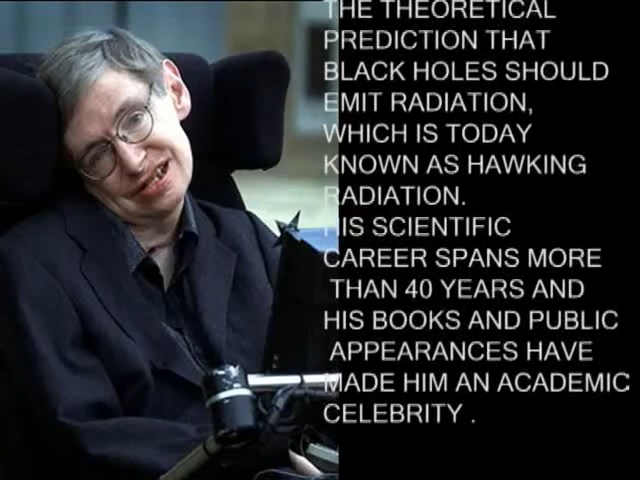 THE THEORETICAL
PREDICTION THAT
BLACK HOLES SHOULD
EMIT RADIATION,
WHICH IS TODAY
KNOWN AS HAWKING
RADIATION.
HIS SCIENTIFIC
CAREER SPANS MORE
THAN 40 YEARS AND
HIS BOOKS AND PUBLIC
APPEARANCES HAVE
MADE HIM AN ACADEMIC
CELEBRITY .